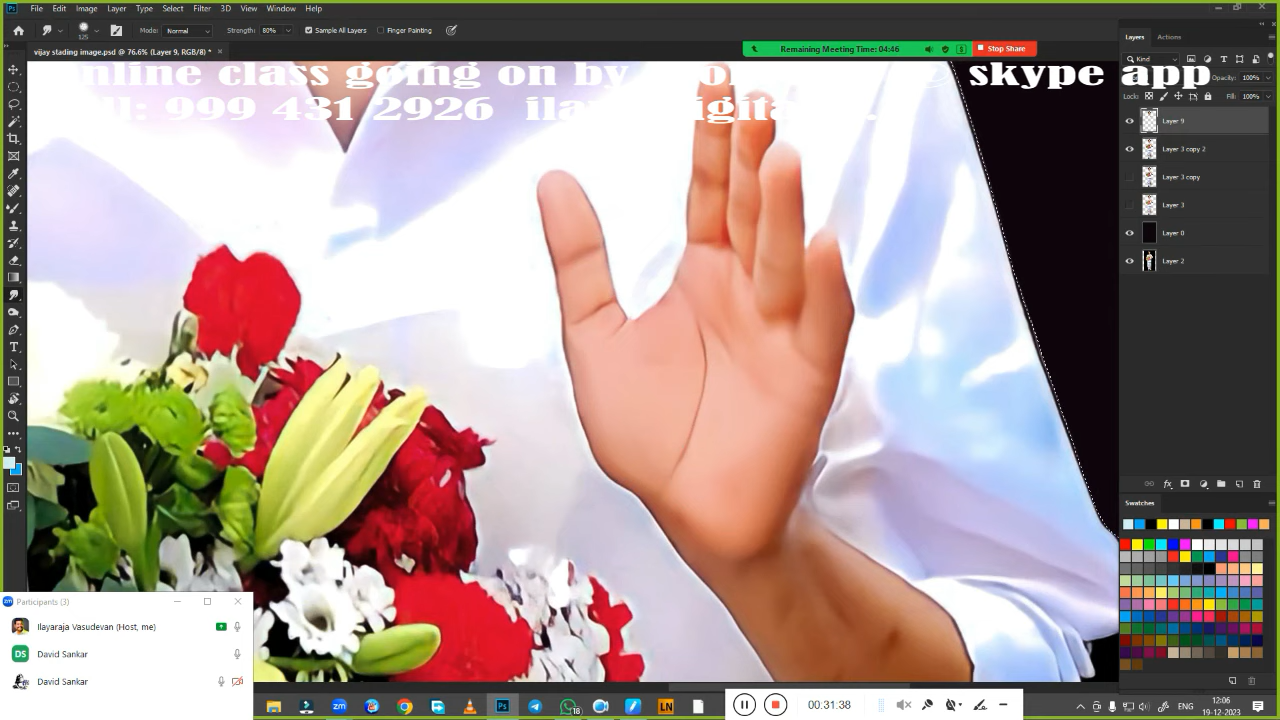 File Edit Image Layer Type Select Filter 3D View Window Help
Mode: Normal Strength: 80% Sample All Layers Finger Painting
125
vijay stading image.psd @ 76.6% (Layer 9, RGB/8) *
Remaining Meeting Time: 04:46 Stop Share
going on by skype app
999 431 2926
Layers Actions
Kind
Opacity: 100%
Lock: Fill: 100%
Layer 9
Layer 3 copy 2
Layer 3 copy
Layer 3
Layer 0
Layer 2
Swatches
Participants (3)
Ilayaraja Vasudevan (Host, me)
DS David Sankar
David Sankar
00:31:38
ENG
12:06
19-12-2023